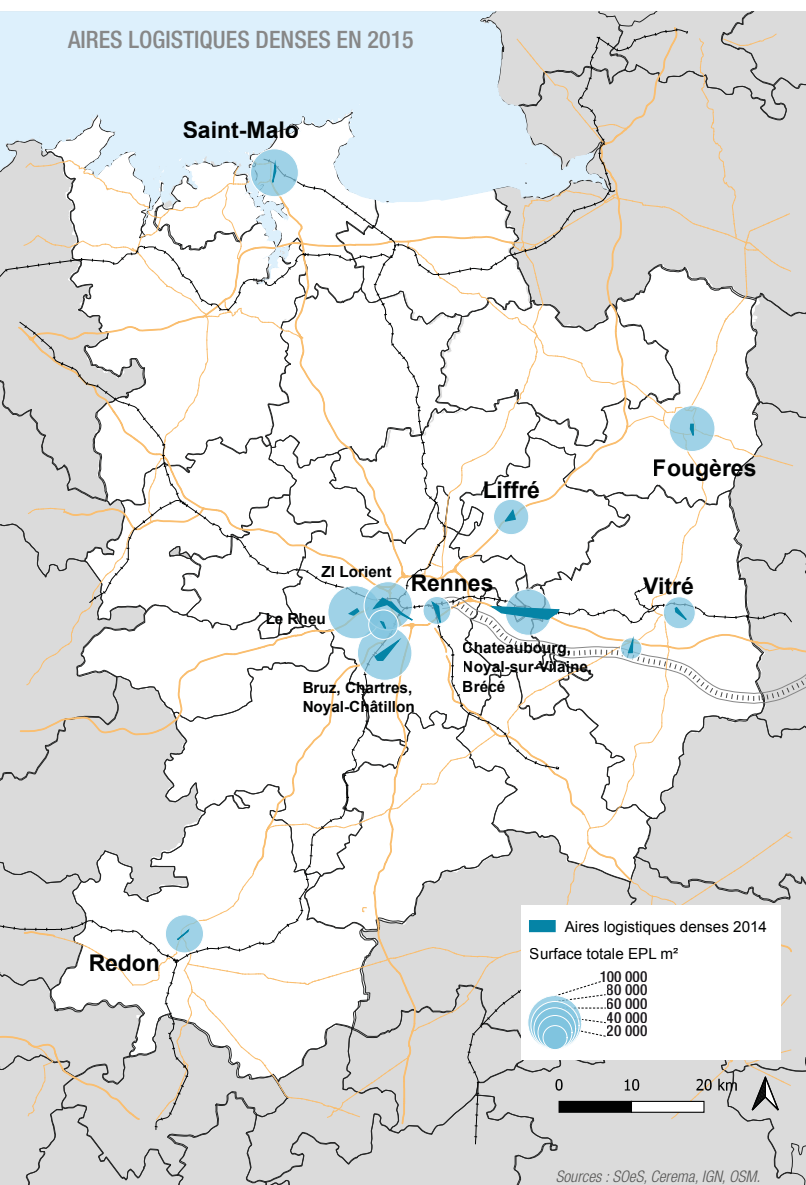 AIRES LOGISTIQUES DENSES EN 2015
Saint-Malo
Fougères
Liffré
ZI Lorient
Rennes
Vitré
Le Rheu
Chateaubourg,
Noyal-sur-Vilaine,
Brécé
Bruz, Chartres,
Noyal-Châtillon
Redon
Aires logistiques denses 2014
Surface totale EPL m²
100 000
80 000
60 000
40 000
20 000
0 10 20 km
Sources : SOeS, Cerema, IGN, OSM.